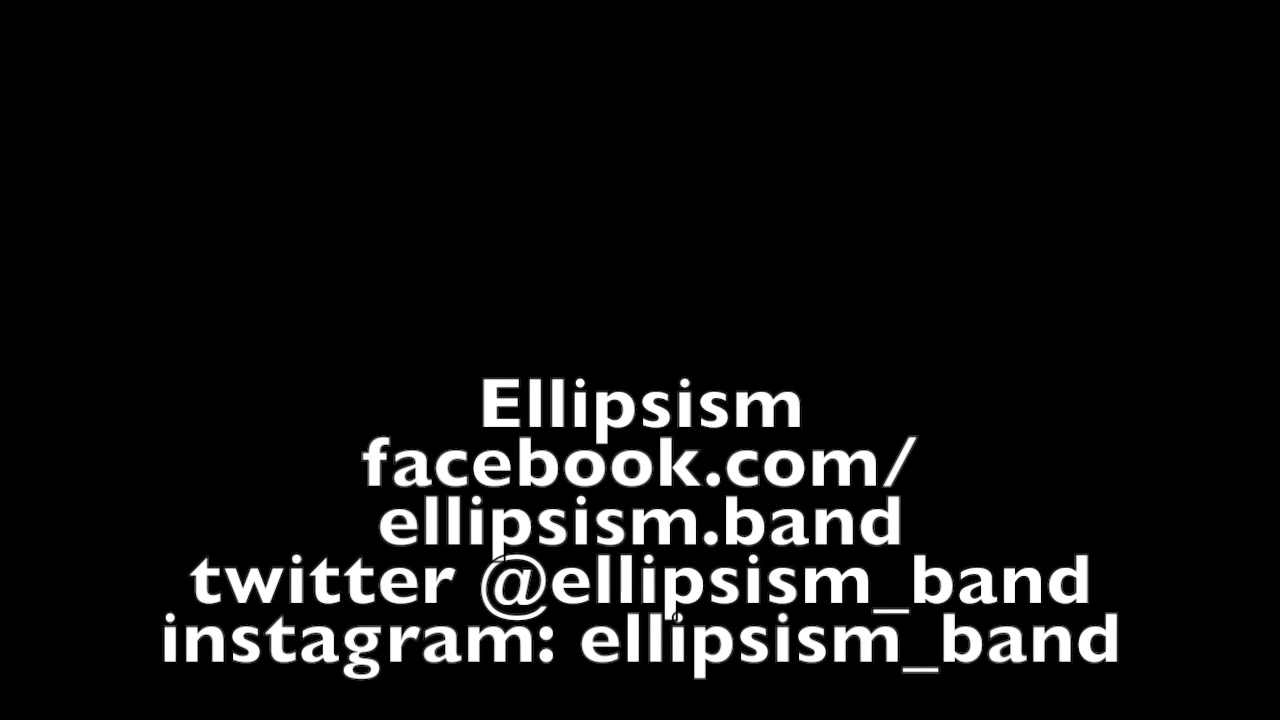 Ellipsism
facebook.com/
ellipsism.band
twitter @ellipsism_band
instagram: ellipsism_band